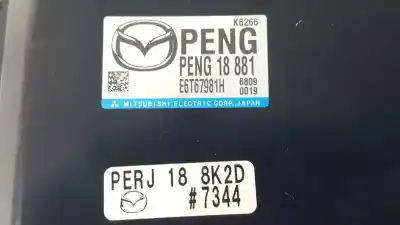 K6266
PENG
PENG 18 881
E6T67981H 6809
0019
MITSUBISHI ELECTRIC CORP. JAPAN
PERJ 18 8K2D
#7344